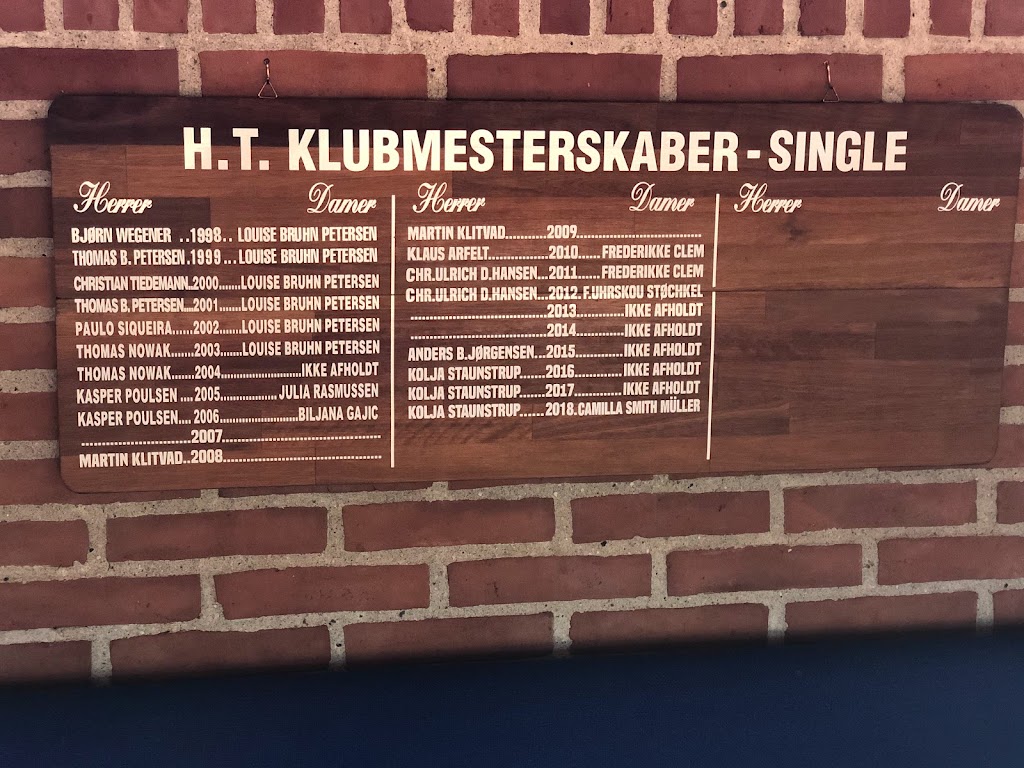 H.T. KLUBMESTERSKABER - SINGLE
Herrer Damer
BJØRN WEGENER ..1998.. LOUISE BRUHN PETERSEN
THOMAS B. PETERSEN.1999...LOUISE BRUHN PETERSEN
CHRISTIAN TIEDEMANN..2000......LOUISE BRUHN PETERSEN
THOMAS B. PETERSEN...2001......LOUISE BRUHN PETERSEN
PAULO SIQUEIRA......2002......LOUISE BRUHN PETERSEN
THOMAS NOWAK.......2003......LOUISE BRUHN PETERSEN
THOMAS NOWAK.......2004............................IKKE AFHOLDT
KASPER POULSEN ....2005..................JULIA RASMUSSEN
KASPER POULSEN....2006......................BILJANA GAJIC
..........................2007........................................
MARTIN KLITVAD..2008........................................
Herrer Damer
MARTIN KLITVAD...........2009...............................
KLAUS ARFELT...............2010......FREDERIKKE CLEM
CHR.ULRICH D.HANSEN...2011......FREDERIKKE CLEM
CHR.ULRICH D.HANSEN...2012.F.UHRSKOU STØCHKEL
...................................2013............IKKE AFHOLDT
...................................2014............IKKE AFHOLDT
ANDERS B.JØRGENSEN...2015............IKKE AFHOLDT
KOLJA STAUNSTRUP......2016............IKKE AFHOLDT
KOLJA STAUNSTRUP......2017............IKKE AFHOLDT
KOLJA STAUNSTRUP......2018.CAMILLA SMITH MÜLLER
Herrer Damer